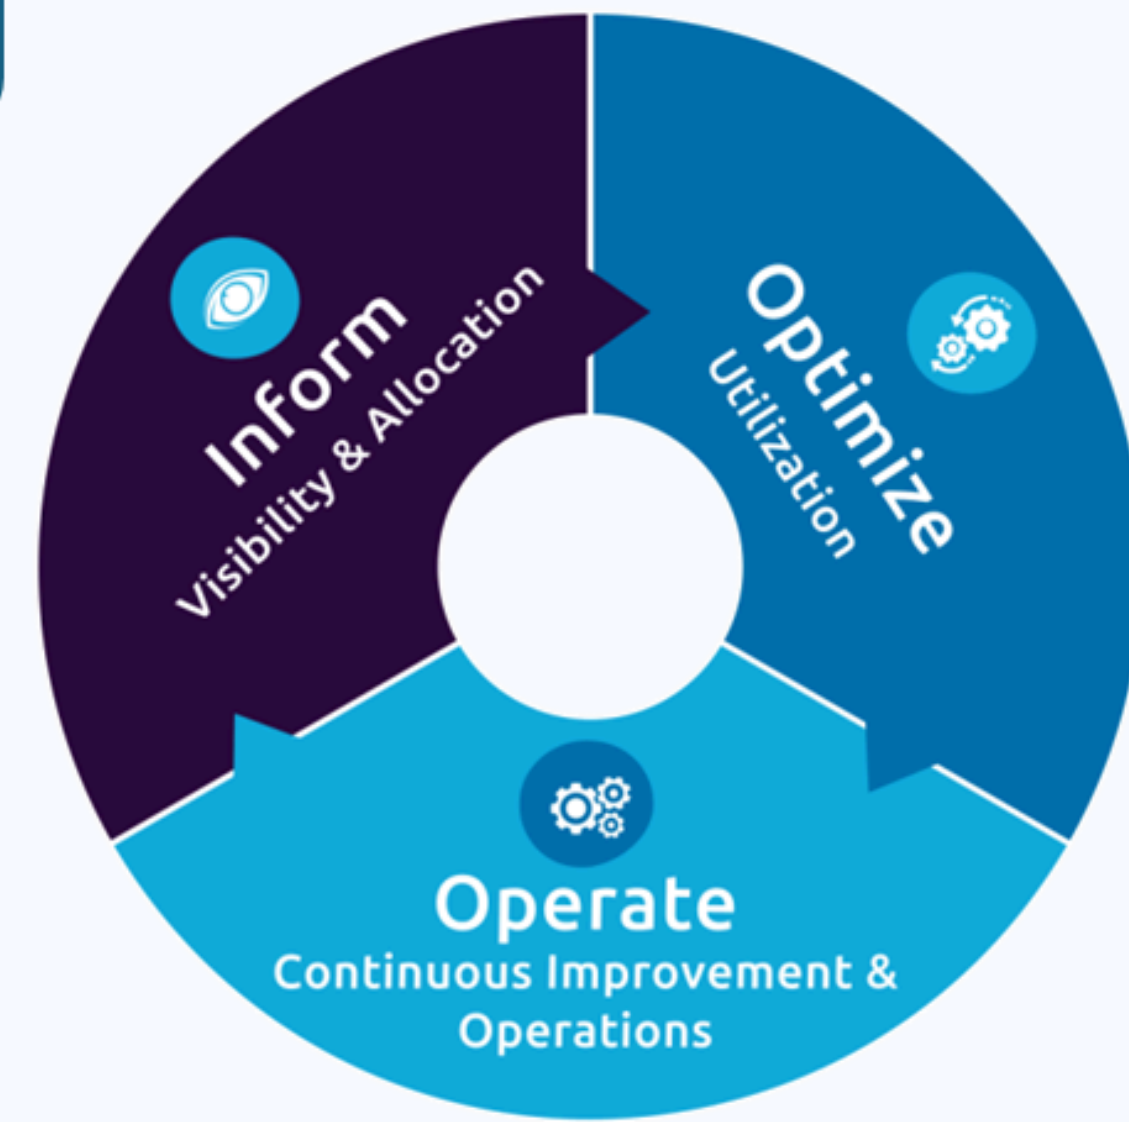 Inform
Visibility & Allocation
Optimize
Utilization
Operate
Continuous Improvement &
Operations